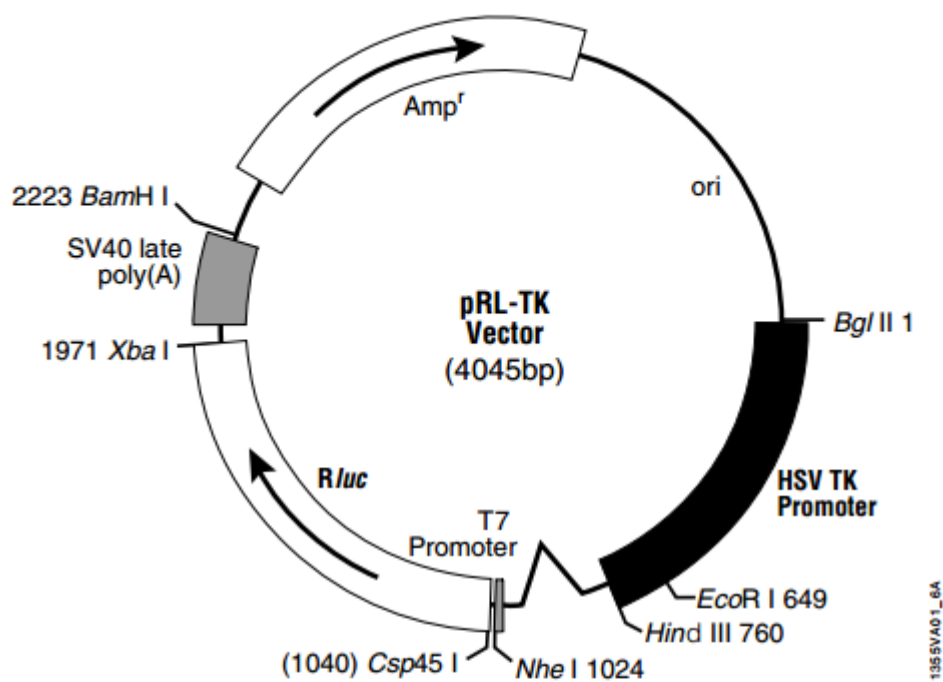 Ampʳ
ori
2223 BamH I
SV40 late
poly(A)
pRL-TK
Vector
(4045bp)
Bgl II 1
1971 Xba I
Rluc
HSV TK
Promoter
T7
Promoter
EcoR I 649
Hind III 760
(1040) Csp45 I
Nhe I 1024
1355VA01_6A